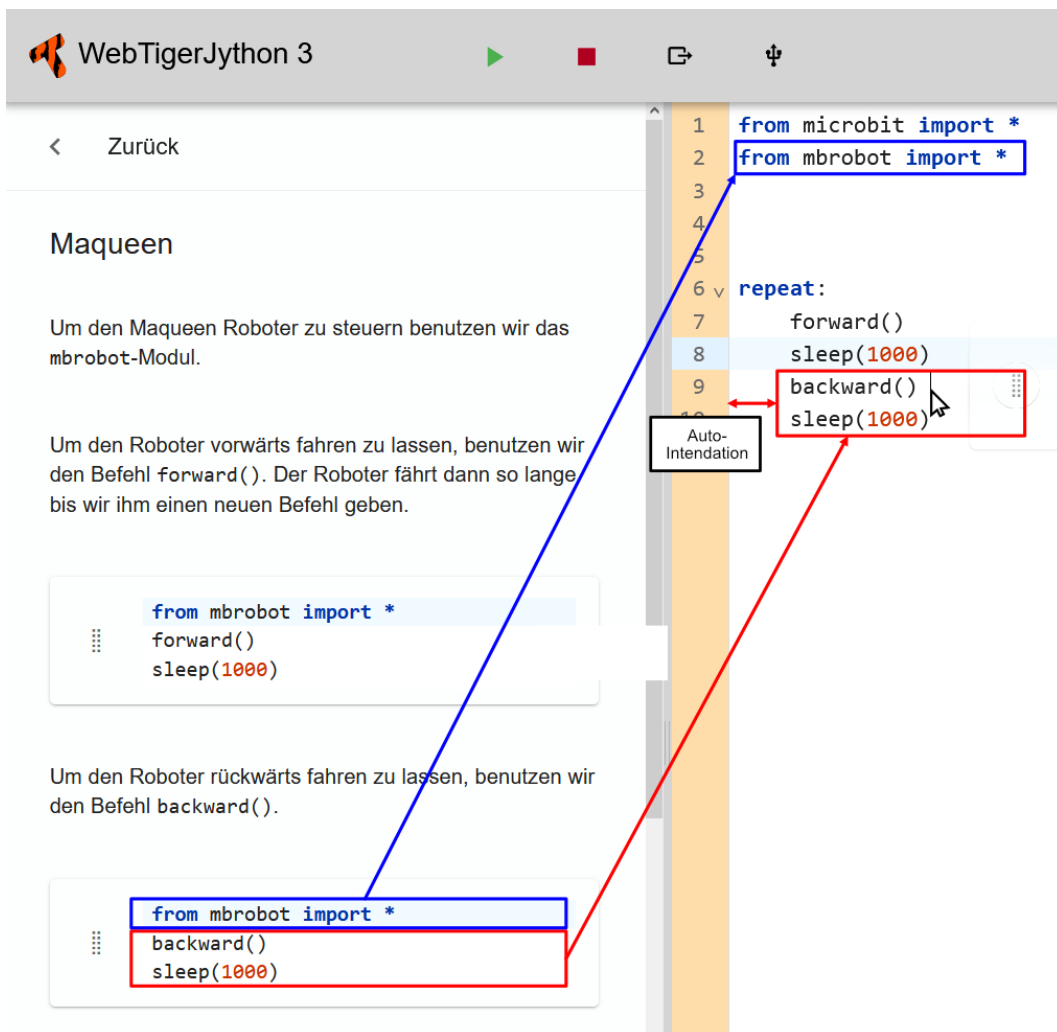 WebTigerJython 3
Zurück
Maqueen
Um den Maqueen Roboter zu steuern benutzen wir das
mbrobot-Modul.
Um den Roboter vorwärts fahren zu lassen, benutzen wir
den Befehl forward(). Der Roboter fährt dann so lange
bis wir ihm einen neuen Befehl geben.
from mbrobot import *
forward()
sleep(1000)
Um den Roboter rückwärts fahren zu lassen, benutzen wir
den Befehl backward().
from mbrobot import *
backward()
sleep(1000)
1 from microbit import *
2 from mbrobot import *
3
4
5
6 repeat:
7 forward()
8 sleep(1000)
9 backward()
10 sleep(1000)
Auto-
Intendation